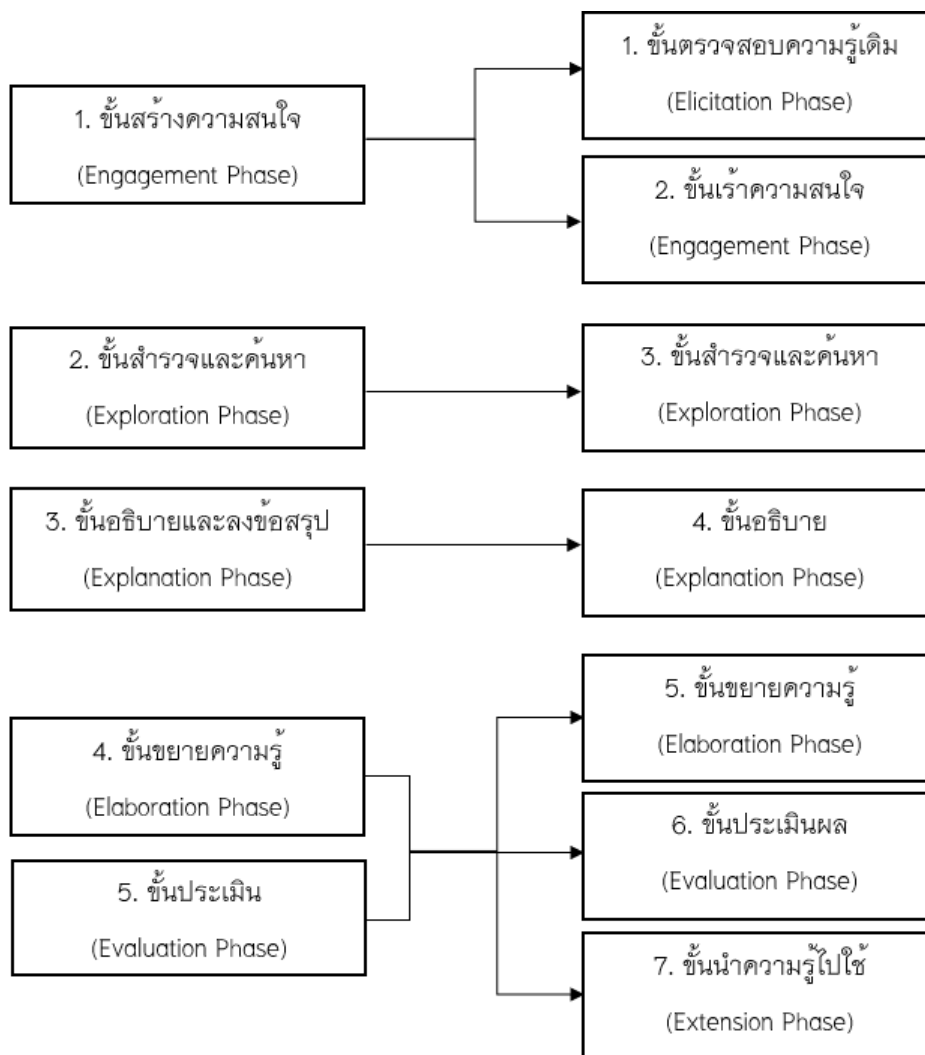 1. ขั้นสร้างความสนใจ
(Engagement Phase)
1. ขั้นตรวจสอบความรู้เดิม
(Elicitation Phase)
2. ขั้นเร้าความสนใจ
(Engagement Phase)
2. ขั้นสำรวจและค้นหา
(Exploration Phase)
3. ขั้นสำรวจและค้นหา
(Exploration Phase)
3. ขั้นอธิบายและลงข้อสรุป
(Explanation Phase)
4. ขั้นอธิบาย
(Explanation Phase)
4. ขั้นขยายความรู้
(Elaboration Phase)
5. ขั้นประเมิน
(Evaluation Phase)
5. ขั้นขยายความรู้
(Elaboration Phase)
6. ขั้นประเมินผล
(Evaluation Phase)
7. ขั้นนำความรู้ไปใช้
(Extension Phase)